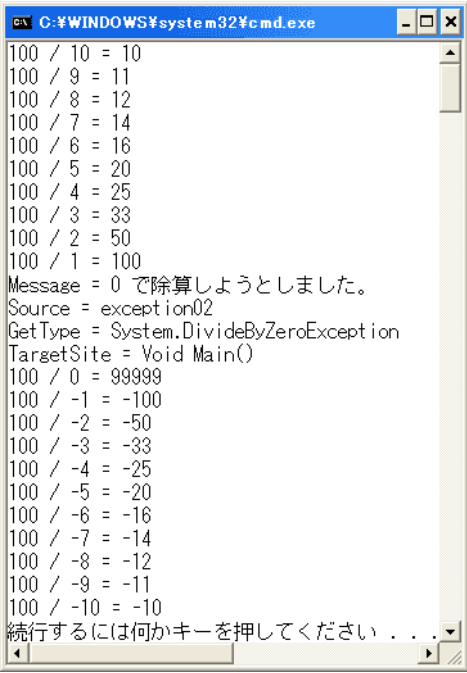 C:¥WINDOWS¥system32¥cmd.exe
100 / 10 = 10
100 / 9 = 11
100 / 8 = 12
100 / 7 = 14
100 / 6 = 16
100 / 5 = 20
100 / 4 = 25
100 / 3 = 33
100 / 2 = 50
100 / 1 = 100
Message = 0 で除算しようとしました。
Source = exception02
GetType = System.DivideByZeroException
TargetSite = Void Main()
100 / 0 = 99999
100 / -1 = -100
100 / -2 = -50
100 / -3 = -33
100 / -4 = -25
100 / -5 = -20
100 / -6 = -16
100 / -7 = -14
100 / -8 = -12
100 / -9 = -11
100 / -10 = -10
続行するには何かキーを押してください . . .